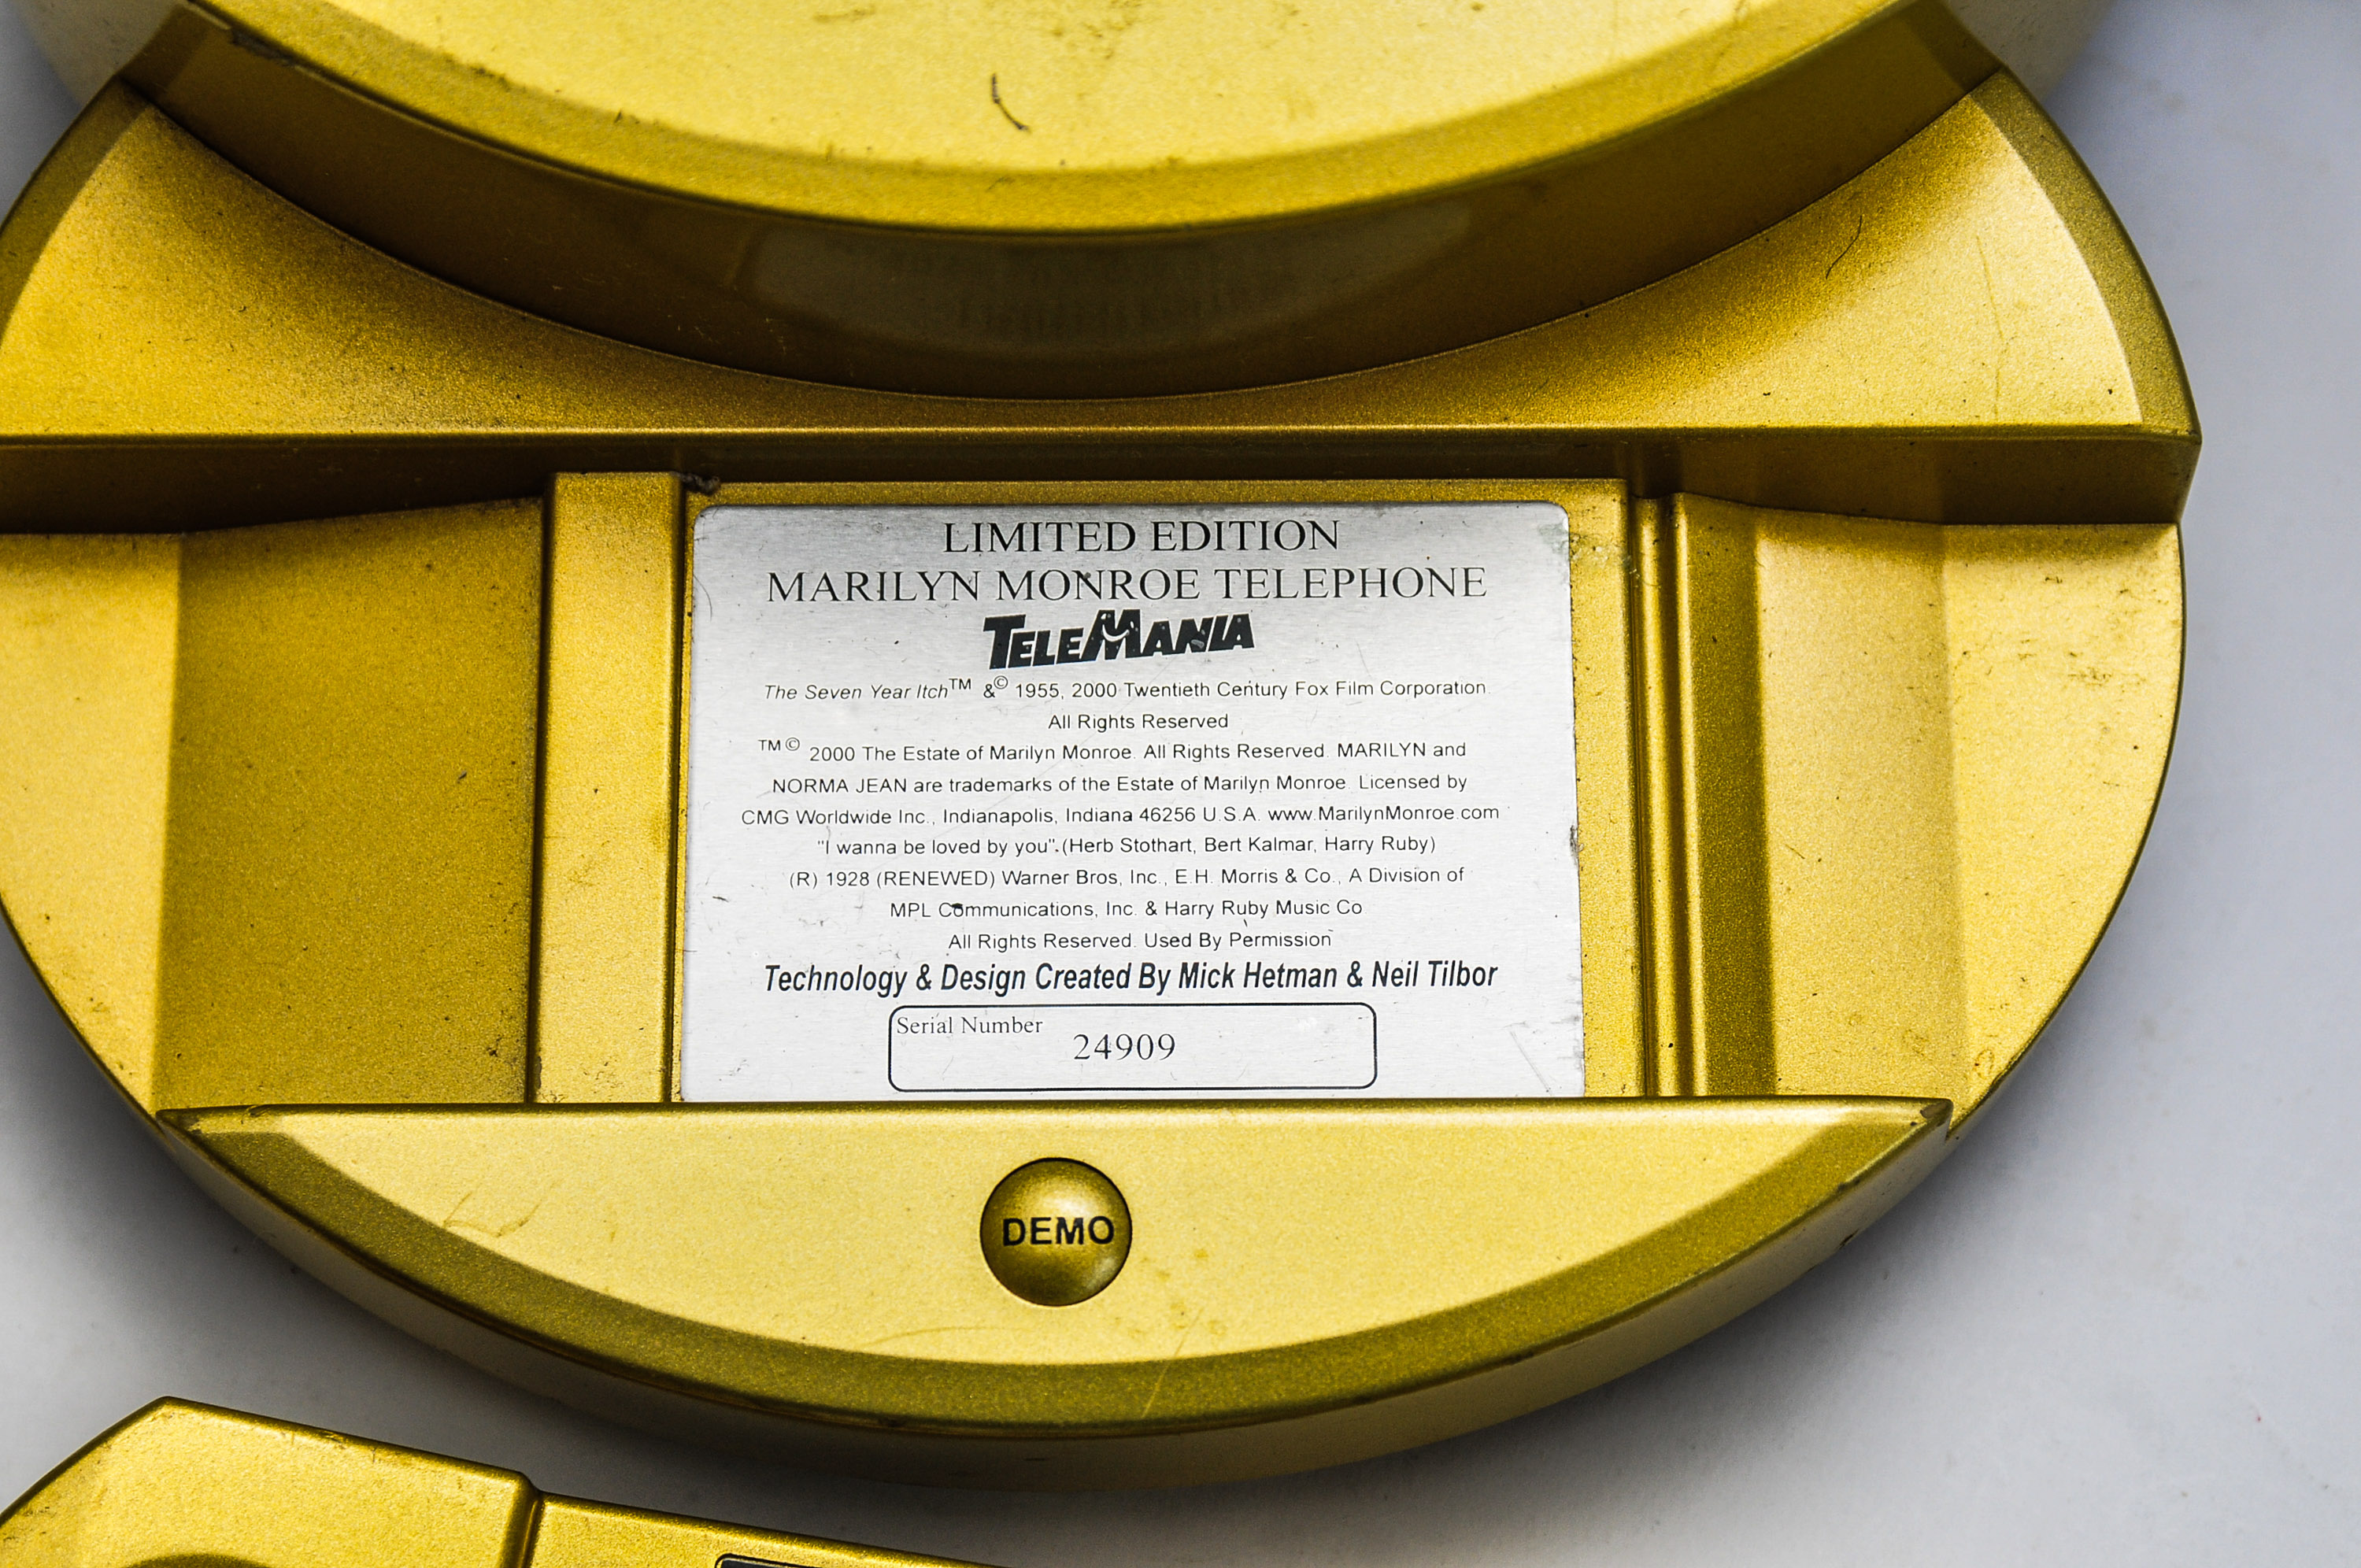 LIMITED EDITION
MARILYN MONROE TELEPHONE
TELEMANIA
The Seven Year Itch™ &© 1955, 2000 Twentieth Century Fox Film Corporation.
All Rights Reserved
™© 2000 The Estate of Marilyn Monroe. All Rights Reserved. MARILYN and
NORMA JEAN are trademarks of the Estate of Marilyn Monroe. Licensed by
CMG Worldwide Inc., Indianapolis, Indiana 46256 U.S.A. www.MarilynMonroe.com
"I wanna be loved by you".(Herb Stothart, Bert Kalmar, Harry Ruby)
(R) 1928 (RENEWED) Warner Bros, Inc., E.H. Morris & Co., A Division of
MPL Communications, Inc. & Harry Ruby Music Co
All Rights Reserved. Used By Permission
Technology & Design Created By Mick Hetman & Neil Tilbor
Serial Number
24909
DEMO